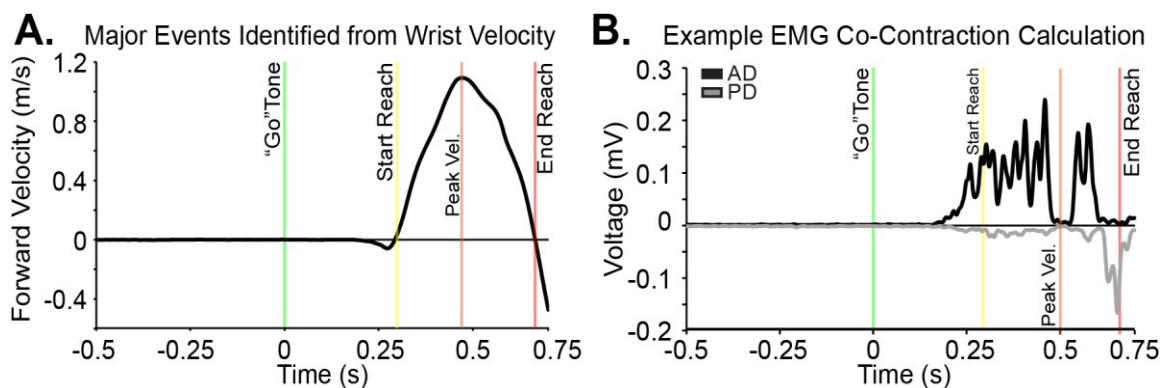 A. Major Events Identified from Wrist Velocity
Forward Velocity (m/s)
1.2
0.8
0.4
0
-0.4
"Go"Tone
Start Reach
Peak Vel.
End Reach
-0.5
-0.25
0
0.25
0.5
0.75
Time (s)
B. Example EMG Co-Contraction Calculation
AD
PD
Voltage (mV)
0.3
0.2
0.1
0
-0.1
-0.2
"Go"Tone
Start Reach
Peak Vel.
End Reach
-0.5
-0.25
0
0.25
0.5
0.75
Time (s)